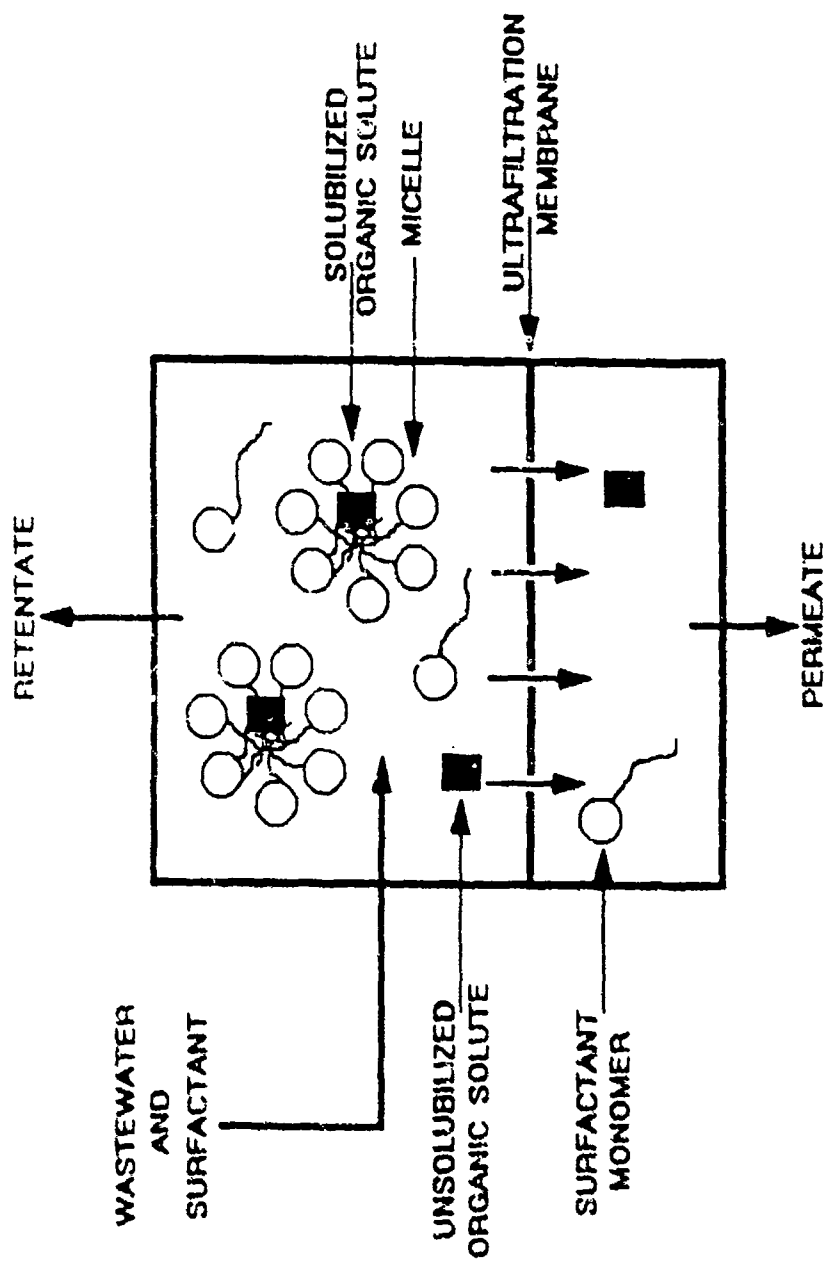 RETENTATE
WASTEWATER
AND
SURFACTANT
SOLUBILIZED
ORGANIC SOLUTE
MICELLE
UNSOLUBILIZED
ORGANIC SOLUTE
ULTRAFILTRATION
MEMBRANE
SURFACTANT
MONOMER
PERMEATE